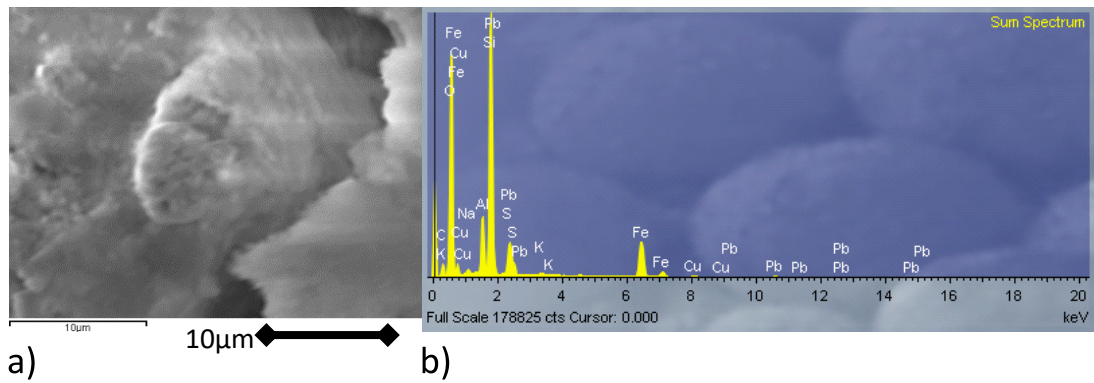 Sum Spectrum
Pb
Fe
Si
Cu
Fe
O
Pb
Na
Al
S
C
Cu
S
K
Fe
Pb
Pb
Pb
K
Cu
Pb
K
Fe
Cu
Cu
Pb
Pb
Pb
Pb
0 2 4 6 8 10 12 14 16 18 20
Full Scale 178825 cts Cursor: 0.000 keV
10µm
10µm
a)
b)